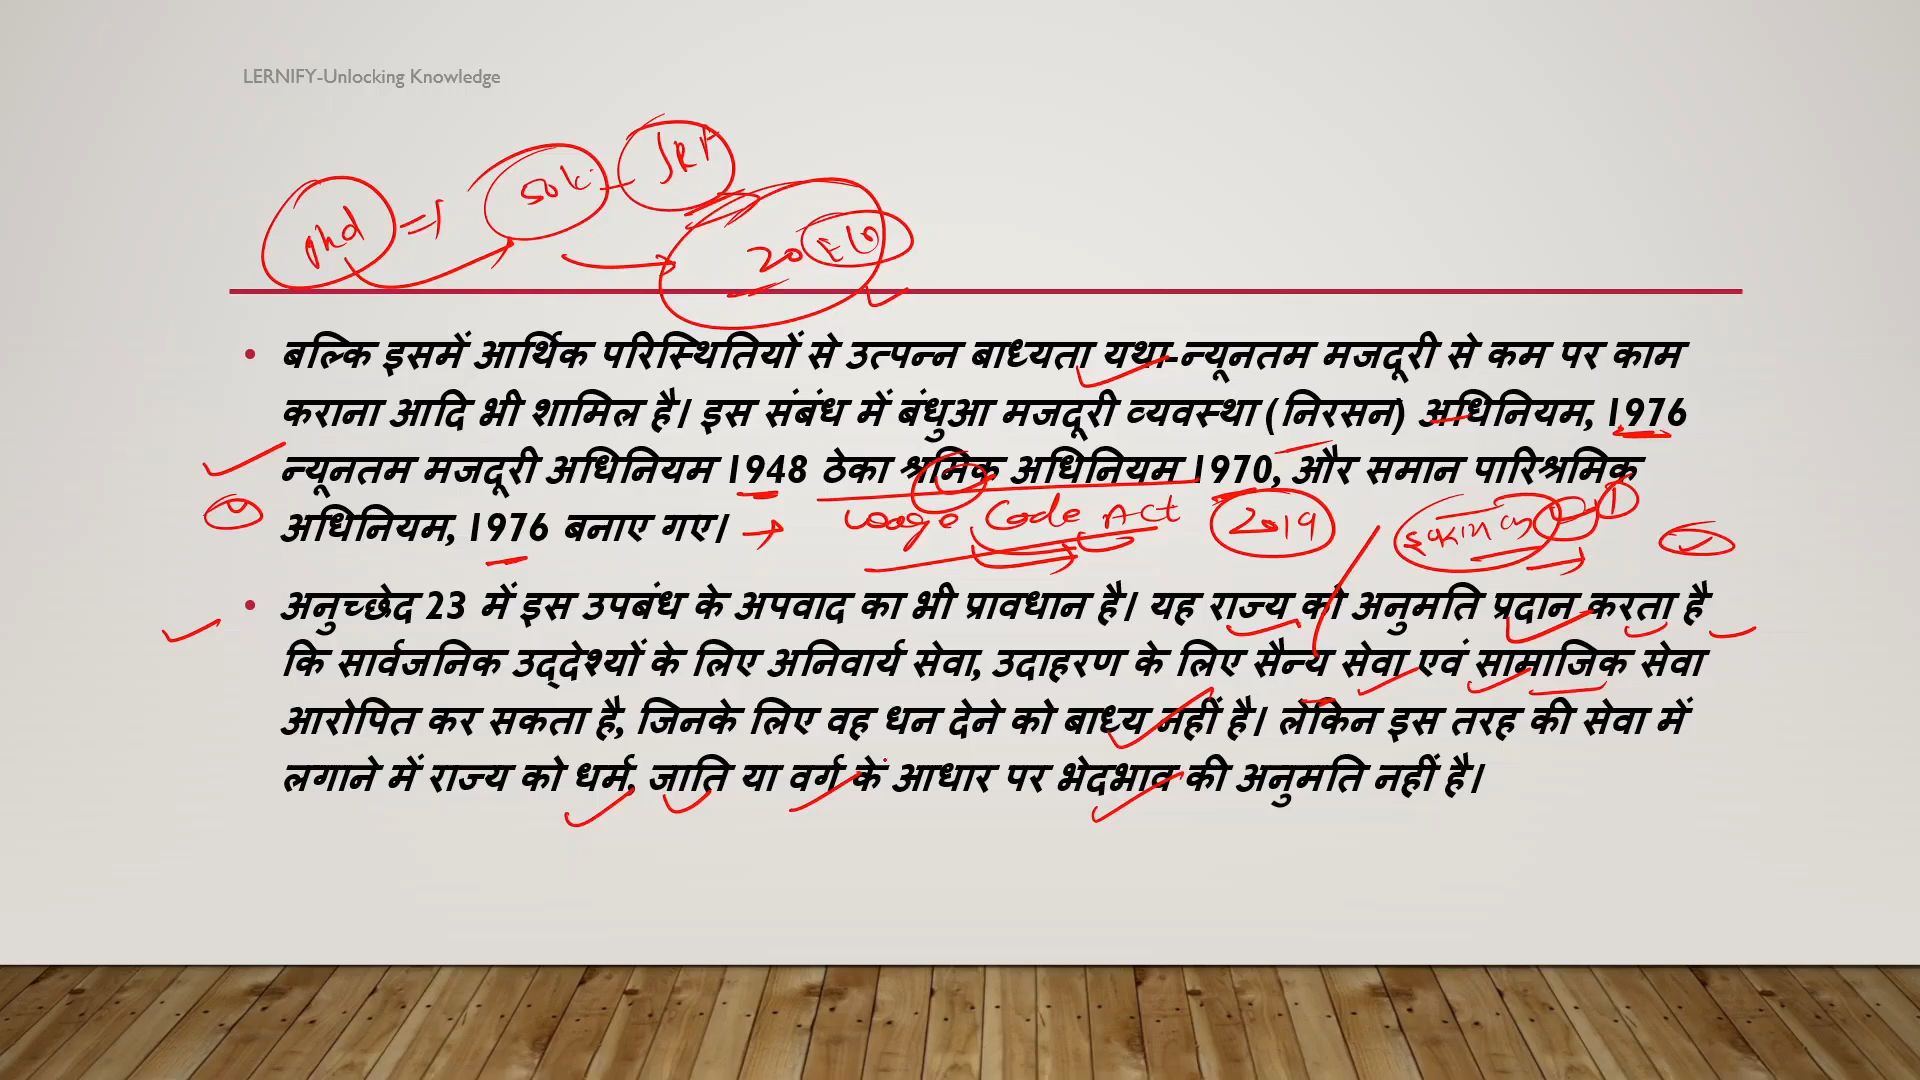 LERNIFY-Unlocking Knowledge
phd = 50k - JRF
20
बल्कि इसमें आर्थिक परिस्थितियों से उत्पन्न बाध्यता यथा-न्यूनतम मजदूरी से कम पर काम
कराना आदि भी शामिल है। इस संबंध में बंधुआ मजदूरी व्यवस्था (निरसन) अधिनियम, 1976
न्यूनतम मजदूरी अधिनियम 1948 ठेका श्रमिक अधिनियम 1970, और समान पारिश्रमिक
अधिनियम, 1976 बनाए गए। → wage Code Act 2019
अनुच्छेद 23 में इस उपबंध के अपवाद का भी प्रावधान है। यह राज्य को अनुमति प्रदान करता है
कि सार्वजनिक उद्देश्यों के लिए अनिवार्य सेवा, उदाहरण के लिए सैन्य सेवा एवं सामाजिक सेवा
आरोपित कर सकता है, जिनके लिए वह धन देने को बाध्य नहीं है। लेकिन इस तरह की सेवा में
लगाने में राज्य को धर्म, जाति या वर्ग के आधार पर भेदभाव की अनुमति नहीं है।